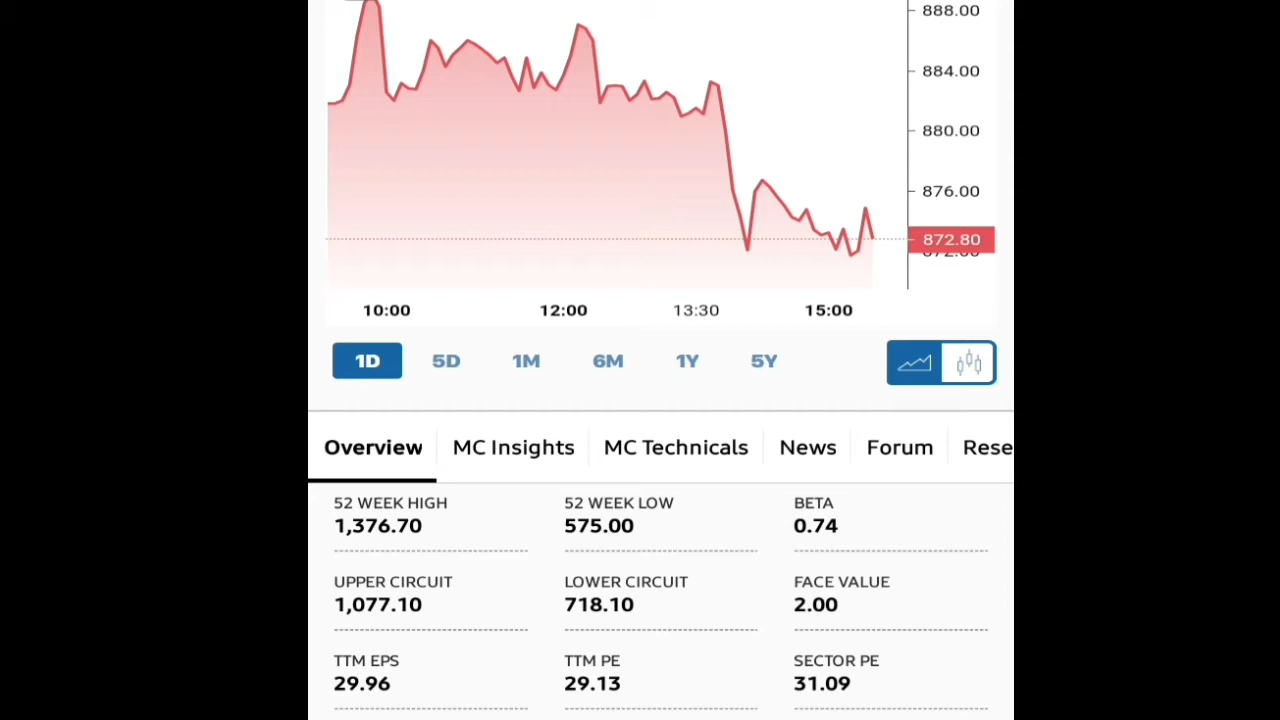 888.00
884.00
880.00
876.00
872.80
872.00
10:00 12:00 13:30 15:00
1D 5D 1M 6M 1Y 5Y
Overview MC Insights MC Technicals News Forum Rese
52 WEEK HIGH 52 WEEK LOW BETA
1,376.70 575.00 0.74
UPPER CIRCUIT LOWER CIRCUIT FACE VALUE
1,077.10 718.10 2.00
TTM EPS TTM PE SECTOR PE
29.96 29.13 31.09